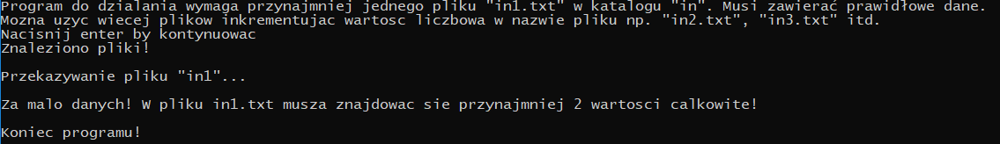 Program do dzialania wymaga przynajmniej jednego pliku "in1.txt" w katalogu "in". Musi zawierać prawidłowe dane.
Mozna uzyc wiecej plikow inkrementujac wartosc liczbowa w nazwie pliku np. "in2.txt", "in3.txt" itd.
Nacisnij enter by kontynuowac
Znaleziono pliki!
Przekazywanie pliku "in1"...
Za malo danych! W pliku in1.txt musza znajdowac sie przynajmniej 2 wartosci calkowite!
Koniec programu!